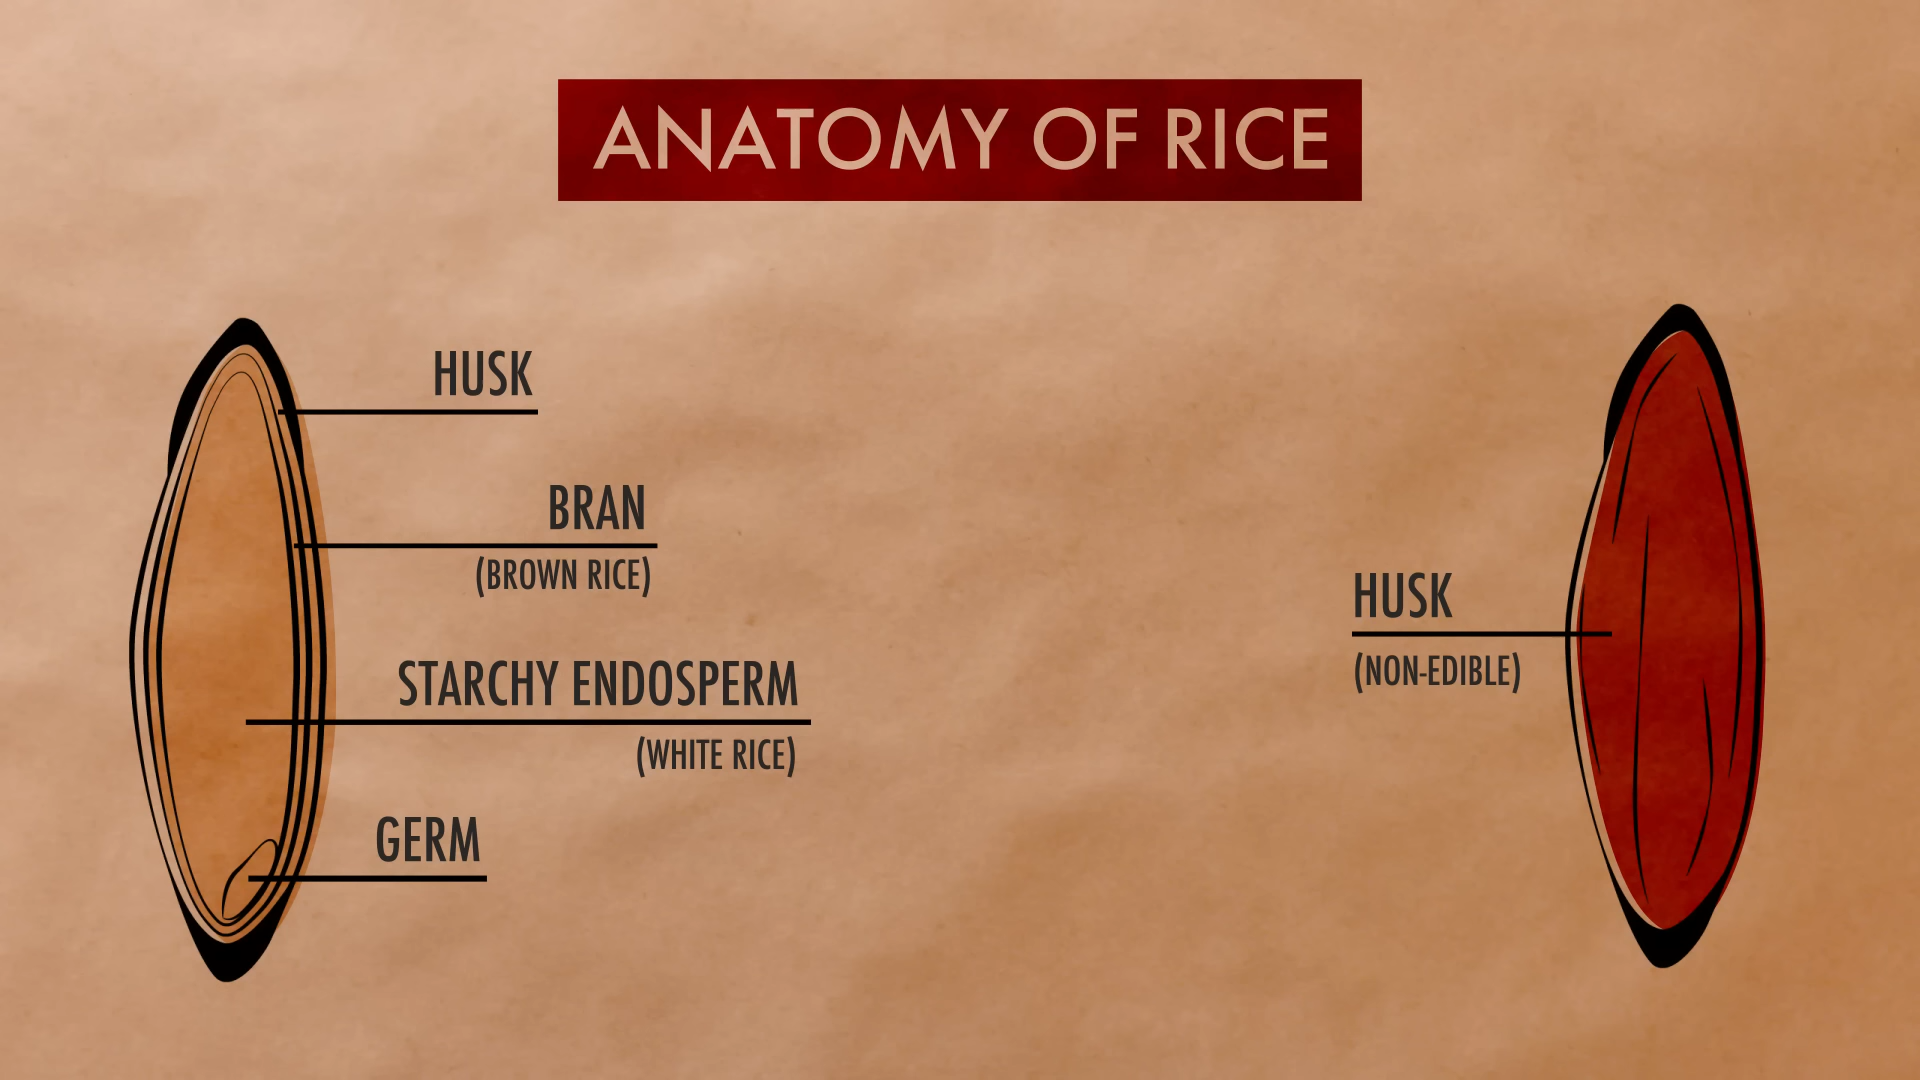 ANATOMY OF RICE
HUSK
BRAN
(BROWN RICE)
STARCHY ENDOSPERM
(WHITE RICE)
GERM
HUSK
(NON-EDIBLE)